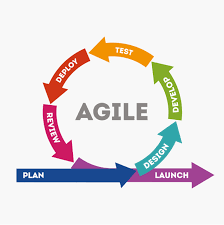 TEST
DEPLOY
DEVELOP
AGILE
REVIEW
DESIGN
PLAN
LAUNCH